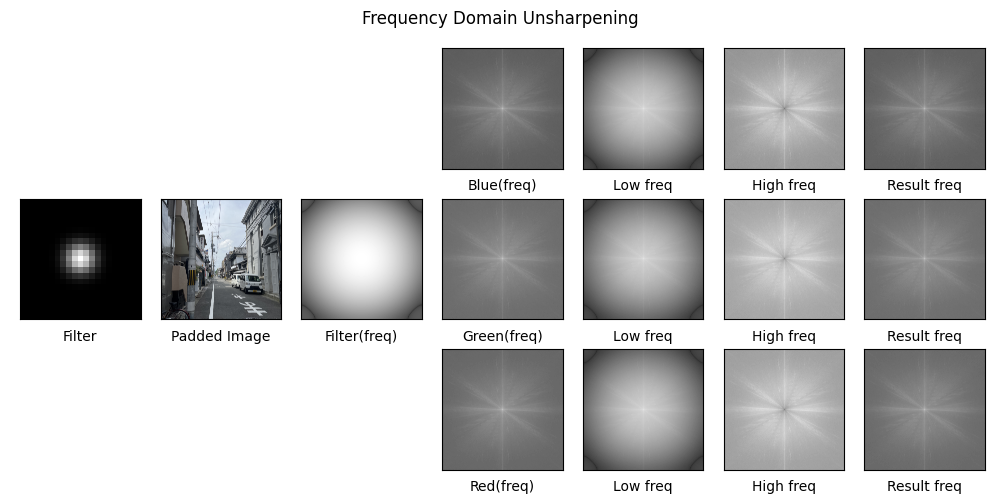 Frequency Domain Unsharpening
Blue(freq)
Low freq
High freq
Result freq
Filter
Padded Image
Filter(freq)
Green(freq)
Low freq
High freq
Result freq
Red(freq)
Low freq
High freq
Result freq